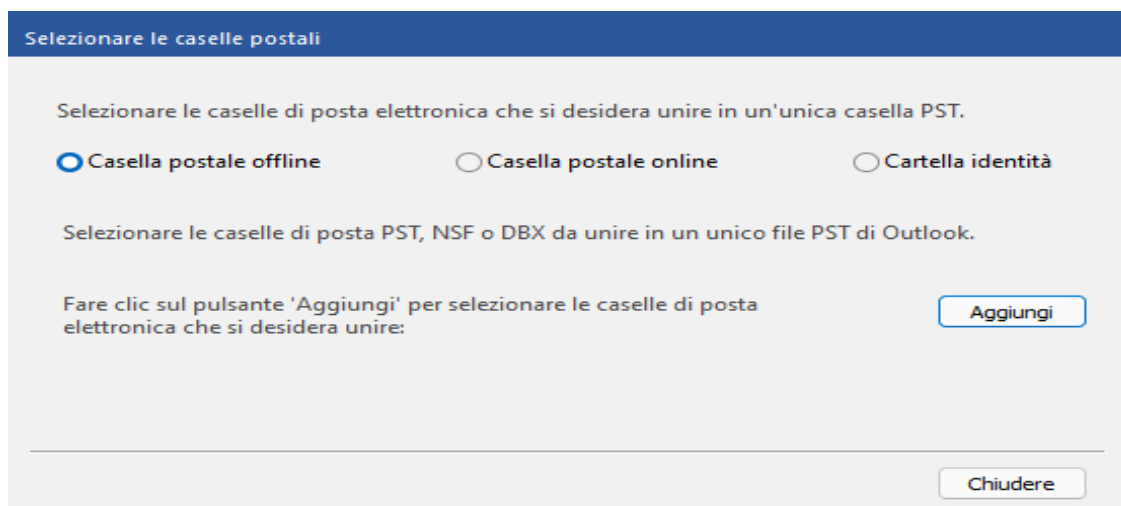 Selezionare le caselle postali
Selezionare le caselle di posta elettronica che si desidera unire in un'unica casella PST.
Casella postale offline Casella postale online Cartella identità
Selezionare le caselle di posta PST, NSF o DBX da unire in un unico file PST di Outlook.
Fare clic sul pulsante 'Aggiungi' per selezionare le caselle di posta
elettronica che si desidera unire:
Aggiungi
Chiudere